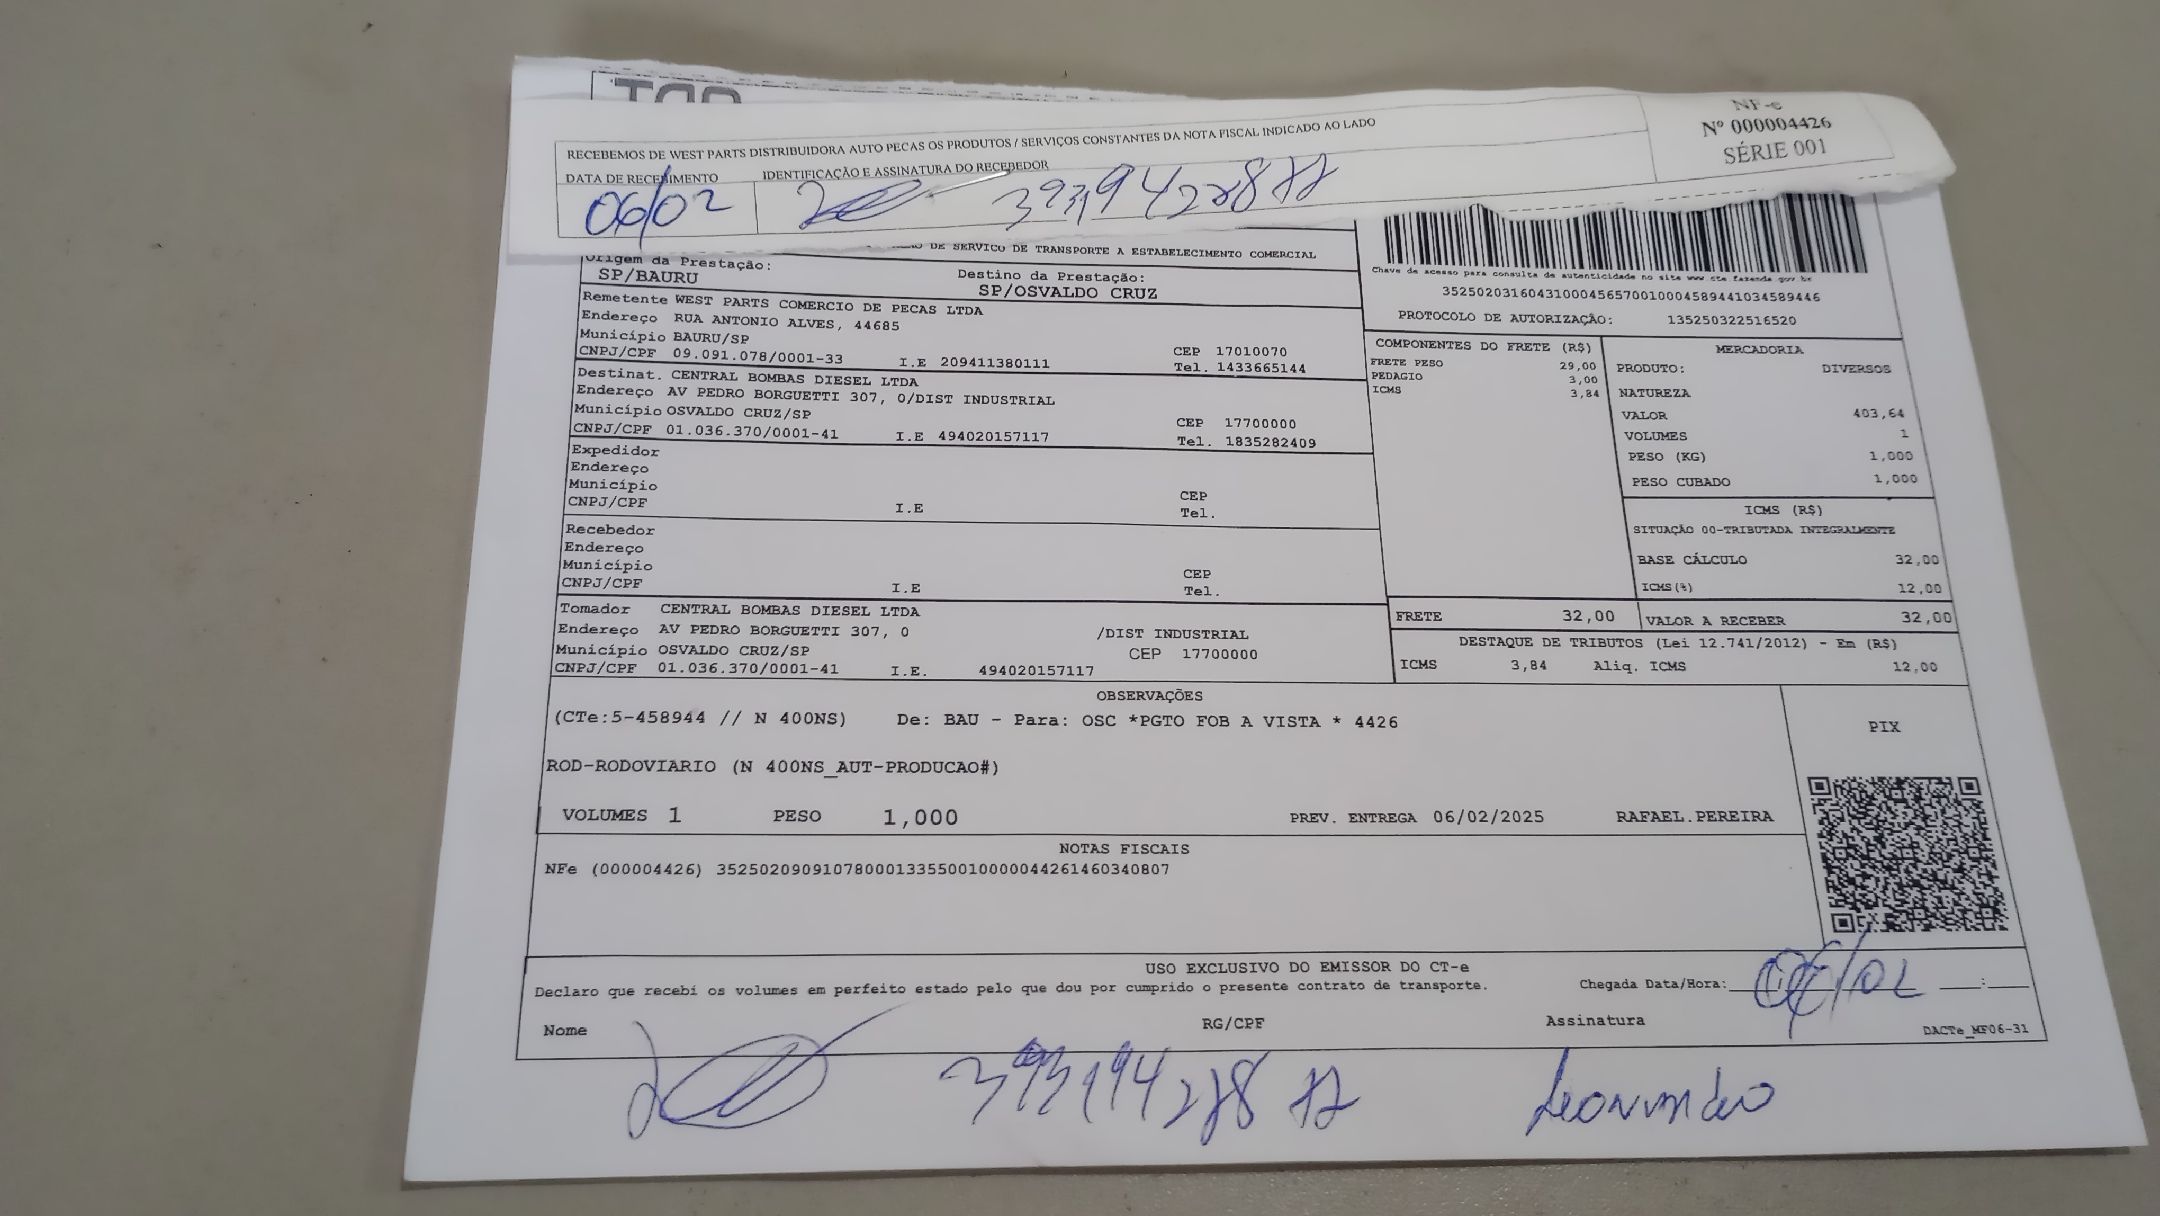 NF-e
Nº 000004426
SÉRIE 001
RECEBEMOS DE WEST PARTS DISTRIBUIDORA AUTO PECAS OS PRODUTOS / SERVIÇOS CONSTANTES DA NOTA FISCAL INDICADO AO LADO
DATA DE RECEBIMENTO IDENTIFICAÇÃO E ASSINATURA DO RECEBEDOR
06/02
DE SERVICO DE TRANSPORTE A ESTABELECIMENTO COMERCIAL
Origem da Prestação: Destino da Prestação:
SP/BAURU SP/OSVALDO CRUZ
Remetente WEST PARTS COMERCIO DE PECAS LTDA
Endereço RUA ANTONIO ALVES, 44685
Município BAURU/SP CEP 17010070
CNPJ/CPF 09.091.078/0001-33 I.E 209411380111 Tel. 1433665144
Destinat. CENTRAL BOMBAS DIESEL LTDA
Endereço AV PEDRO BORGUETTI 307, 0/DIST INDUSTRIAL
Município OSVALDO CRUZ/SP CEP 17700000
CNPJ/CPF 01.036.370/0001-41 I.E 494020157117 Tel. 1835282409
Expedidor
Endereço
Município CEP
CNPJ/CPF I.E Tel.
Recebedor
Endereço
Município CEP
CNPJ/CPF I.E Tel.
Tomador CENTRAL BOMBAS DIESEL LTDA
Endereço AV PEDRO BORGUETTI 307, 0 /DIST INDUSTRIAL
Município OSVALDO CRUZ/SP CEP 17700000
CNPJ/CPF 01.036.370/0001-41 I.E. 494020157117
Chave de acesso para consulta de autenticidade no site www.cte.fazenda.gov.br
35250203160431000456570010004589441034589446
PROTOCOLO DE AUTORIZAÇÃO: 135250322516520
COMPONENTES DO FRETE (R$)
FRETE PESO 29,00
PEDAGIO 3,00
ICMS 3,84
MERCADORIA
PRODUTO: DIVERSOS
NATUREZA
VALOR 403,64
VOLUMES 1
PESO (KG) 1,000
PESO CUBADO 1,000
ICMS (R$)
SITUAÇÃO 00-TRIBUTADA INTEGRALMENTE
BASE CÁLCULO 32,00
ICMS(%) 12,00
FRETE 32,00 VALOR A RECEBER 32,00
DESTAQUE DE TRIBUTOS (Lei 12.741/2012) - Em (R$)
ICMS 3,84 Aliq. ICMS 12,00
OBSERVAÇÕES
(CTe:5-458944 // N 400NS) De: BAU - Para: OSC *PGTO FOB A VISTA * 4426
ROD-RODOVIARIO (N 400NS_AUT-PRODUCAO#)
VOLUMES 1 PESO 1,000 PREV. ENTREGA 06/02/2025 RAFAEL.PEREIRA
PIX
NOTAS FISCAIS
NFe (000004426) 35250209091078000133550010000044261460340807
USO EXCLUSIVO DO EMISSOR DO CT-e
Declaro que recebi os volumes em perfeito estado pelo que dou por cumprido o presente contrato de transporte. Chegada Data/Hora: 06/02 __:__
Nome RG/CPF Assinatura DACTe_MF06-31
Leonardo